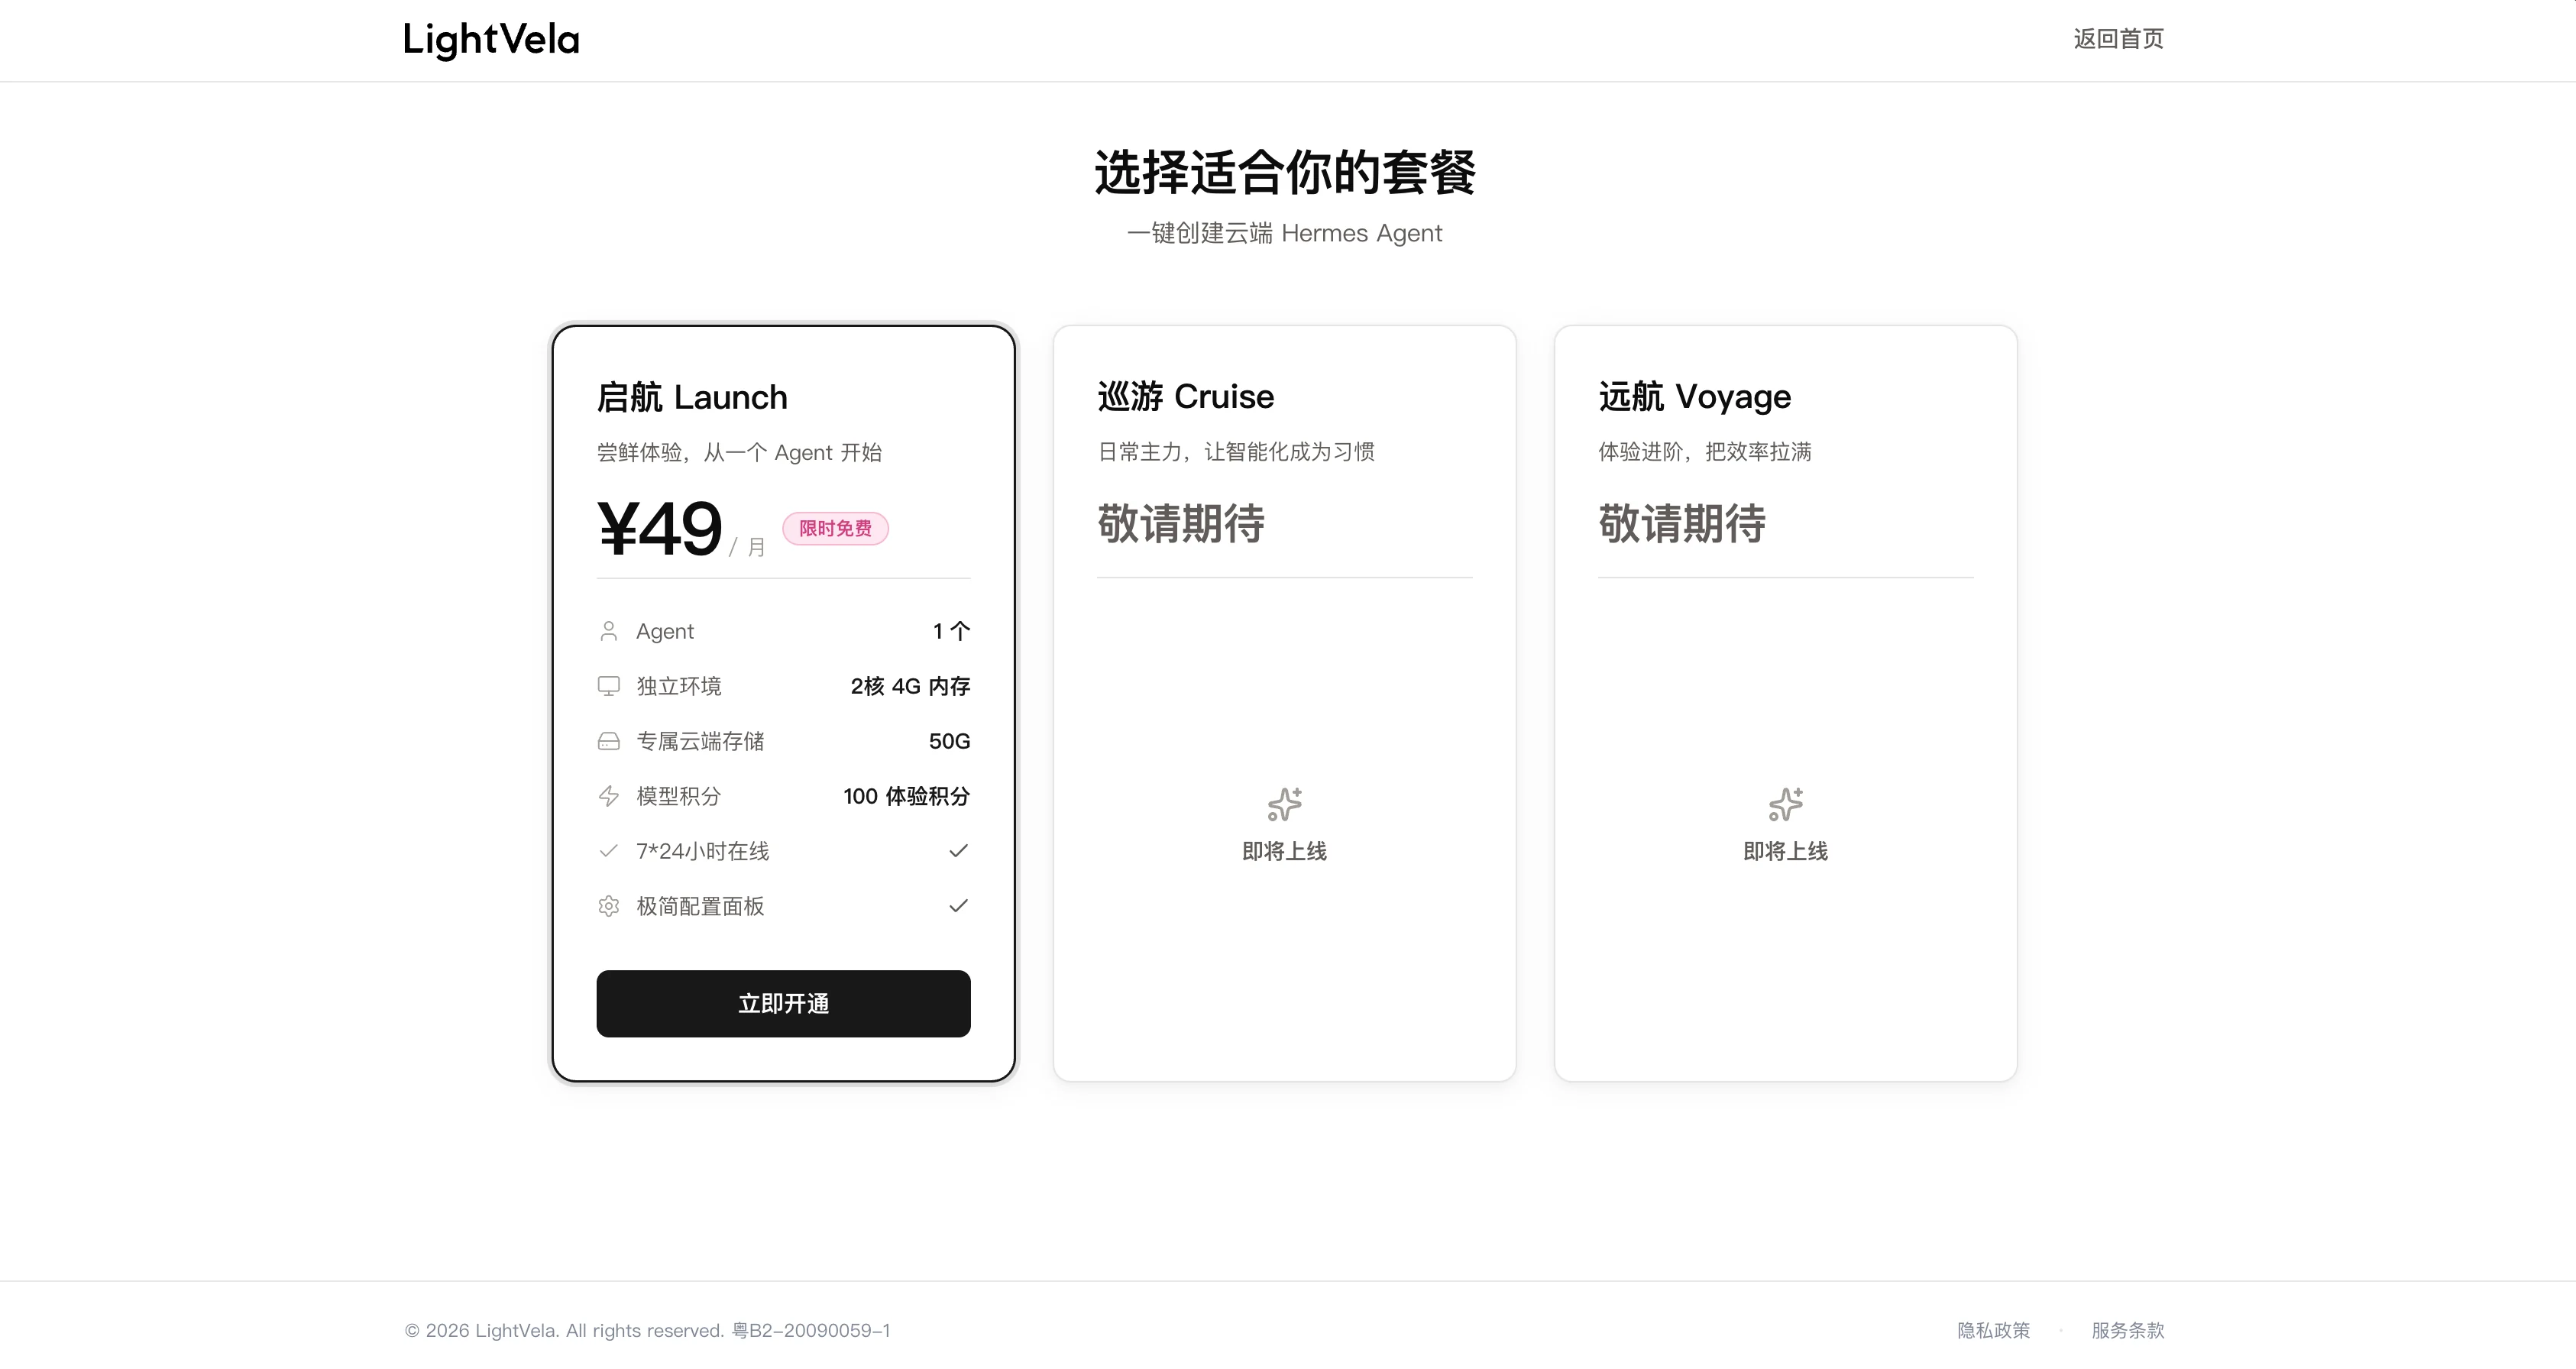 LightVela
返回首页
选择适合你的套餐
一键创建云端 Hermes Agent
启航 Launch
尝鲜体验，从一个 Agent 开始
¥49 / 月 限时免费
Agent 1 个
独立环境 2核 4G 内存
专属云端存储 50G
模型积分 100 体验积分
7*24小时在线
极简配置面板
立即开通
巡游 Cruise
日常主力，让智能化成为习惯
敬请期待
即将上线
远航 Voyage
体验进阶，把效率拉满
敬请期待
即将上线
© 2026 LightVela. All rights reserved. 粤B2-20090059-1
隐私政策 · 服务条款